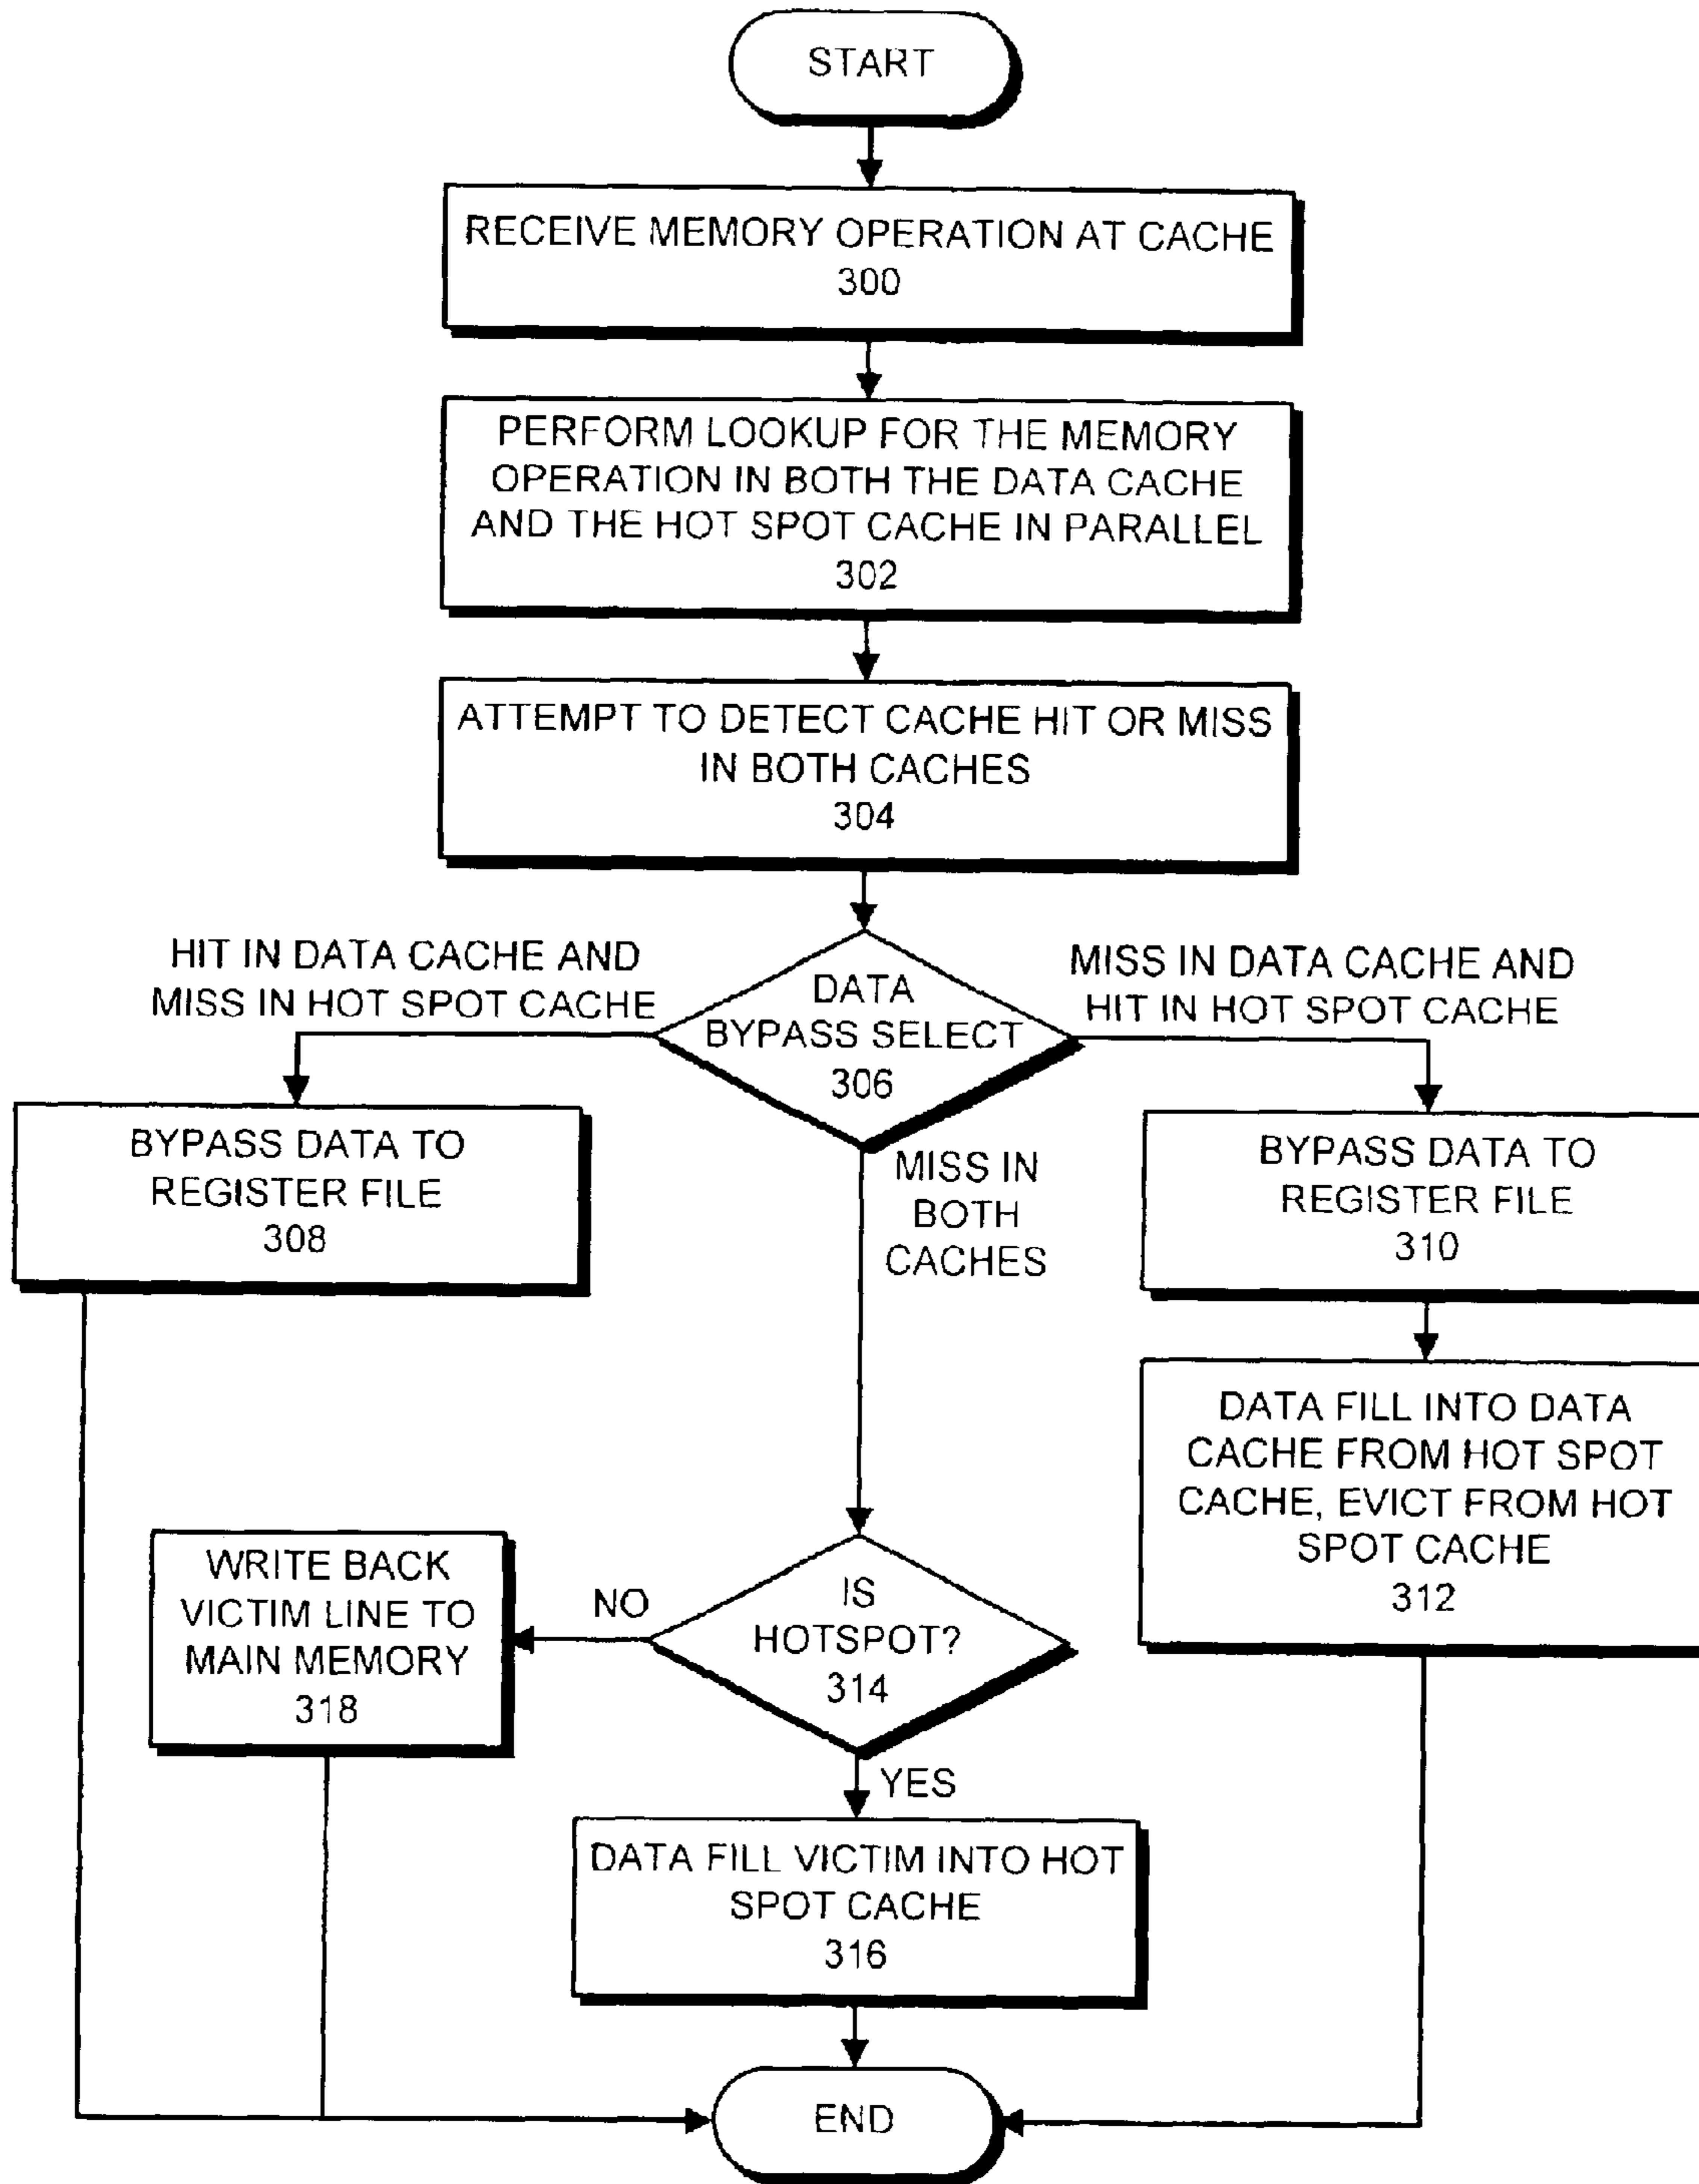 START
RECEIVE MEMORY OPERATION AT CACHE
300
PERFORM LOOKUP FOR THE MEMORY
OPERATION IN BOTH THE DATA CACHE
AND THE HOT SPOT CACHE IN PARALLEL
302
ATTEMPT TO DETECT CACHE HIT OR MISS
IN BOTH CACHES
304
HIT IN DATA CACHE AND
MISS IN HOT SPOT CACHE
DATA
BYPASS SELECT
306
MISS IN DATA CACHE AND
HIT IN HOT SPOT CACHE
BYPASS DATA TO
REGISTER FILE
308
MISS IN
BOTH
CACHES
BYPASS DATA TO
REGISTER FILE
310
DATA FILL INTO DATA
CACHE FROM HOT SPOT
CACHE, EVICT FROM HOT
SPOT CACHE
312
WRITE BACK
VICTIM LINE TO
MAIN MEMORY
318
NO
IS
HOTSPOT?
314
YES
DATA FILL VICTIM INTO HOT
SPOT CACHE
316
END